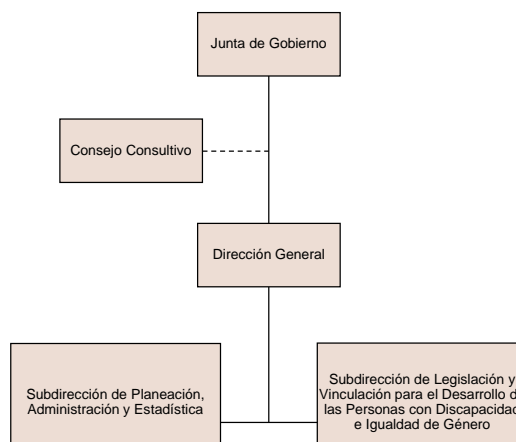 Junta de Gobierno
Consejo Consultivo
Dirección General
Subdirección de Planeación,
Administración y Estadística
Subdirección de Legislación y
Vinculación para el Desarrollo d
las Personas con Discapacidad
e Igualdad de Género